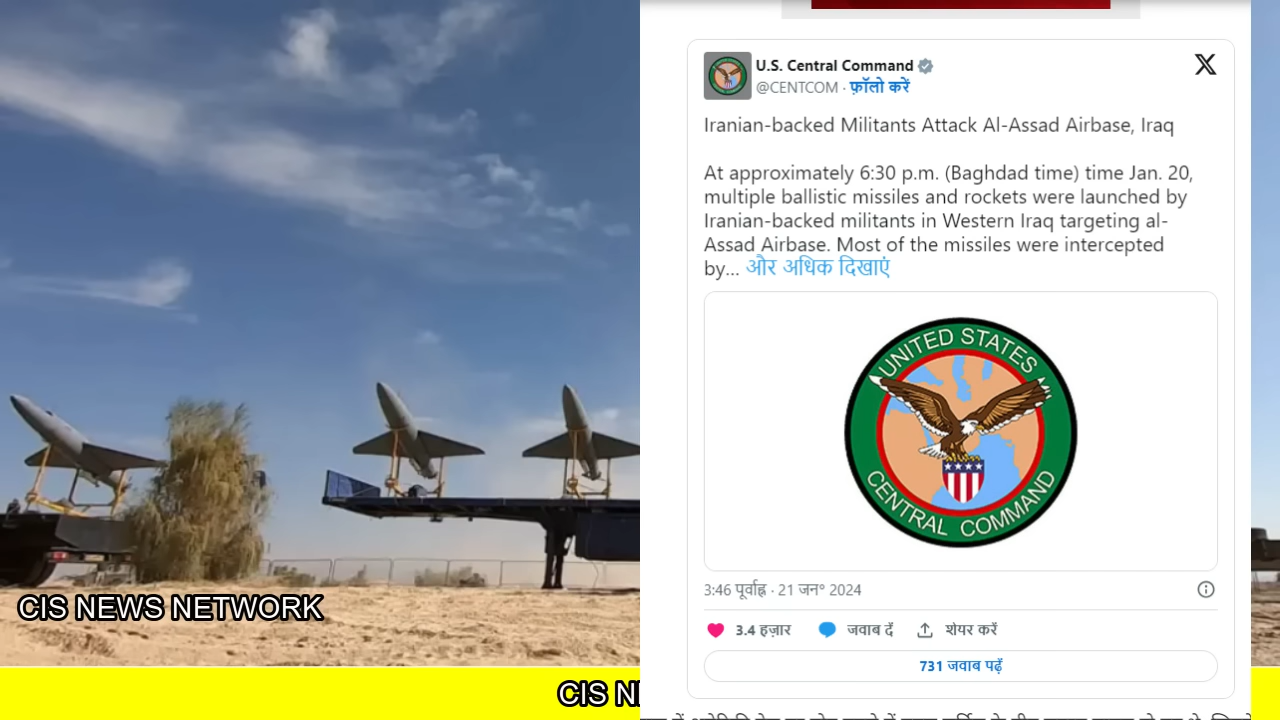 U.S. Central Command
@CENTCOM · फ़ॉलो करें
Iranian-backed Militants Attack Al-Assad Airbase, Iraq
At approximately 6:30 p.m. (Baghdad time) time Jan. 20,
multiple ballistic missiles and rockets were launched by
Iranian-backed militants in Western Iraq targeting al-
Assad Airbase. Most of the missiles were intercepted
by... और अधिक दिखाएं
UNITED STATES
CENTRAL COMMAND
3:46 पूर्वाह्न · 21 जन॰ 2024
3.4 हज़ार जवाब दें शेयर करें
731 जवाब पढ़ें
CIS NEWS NETWORK
CIS